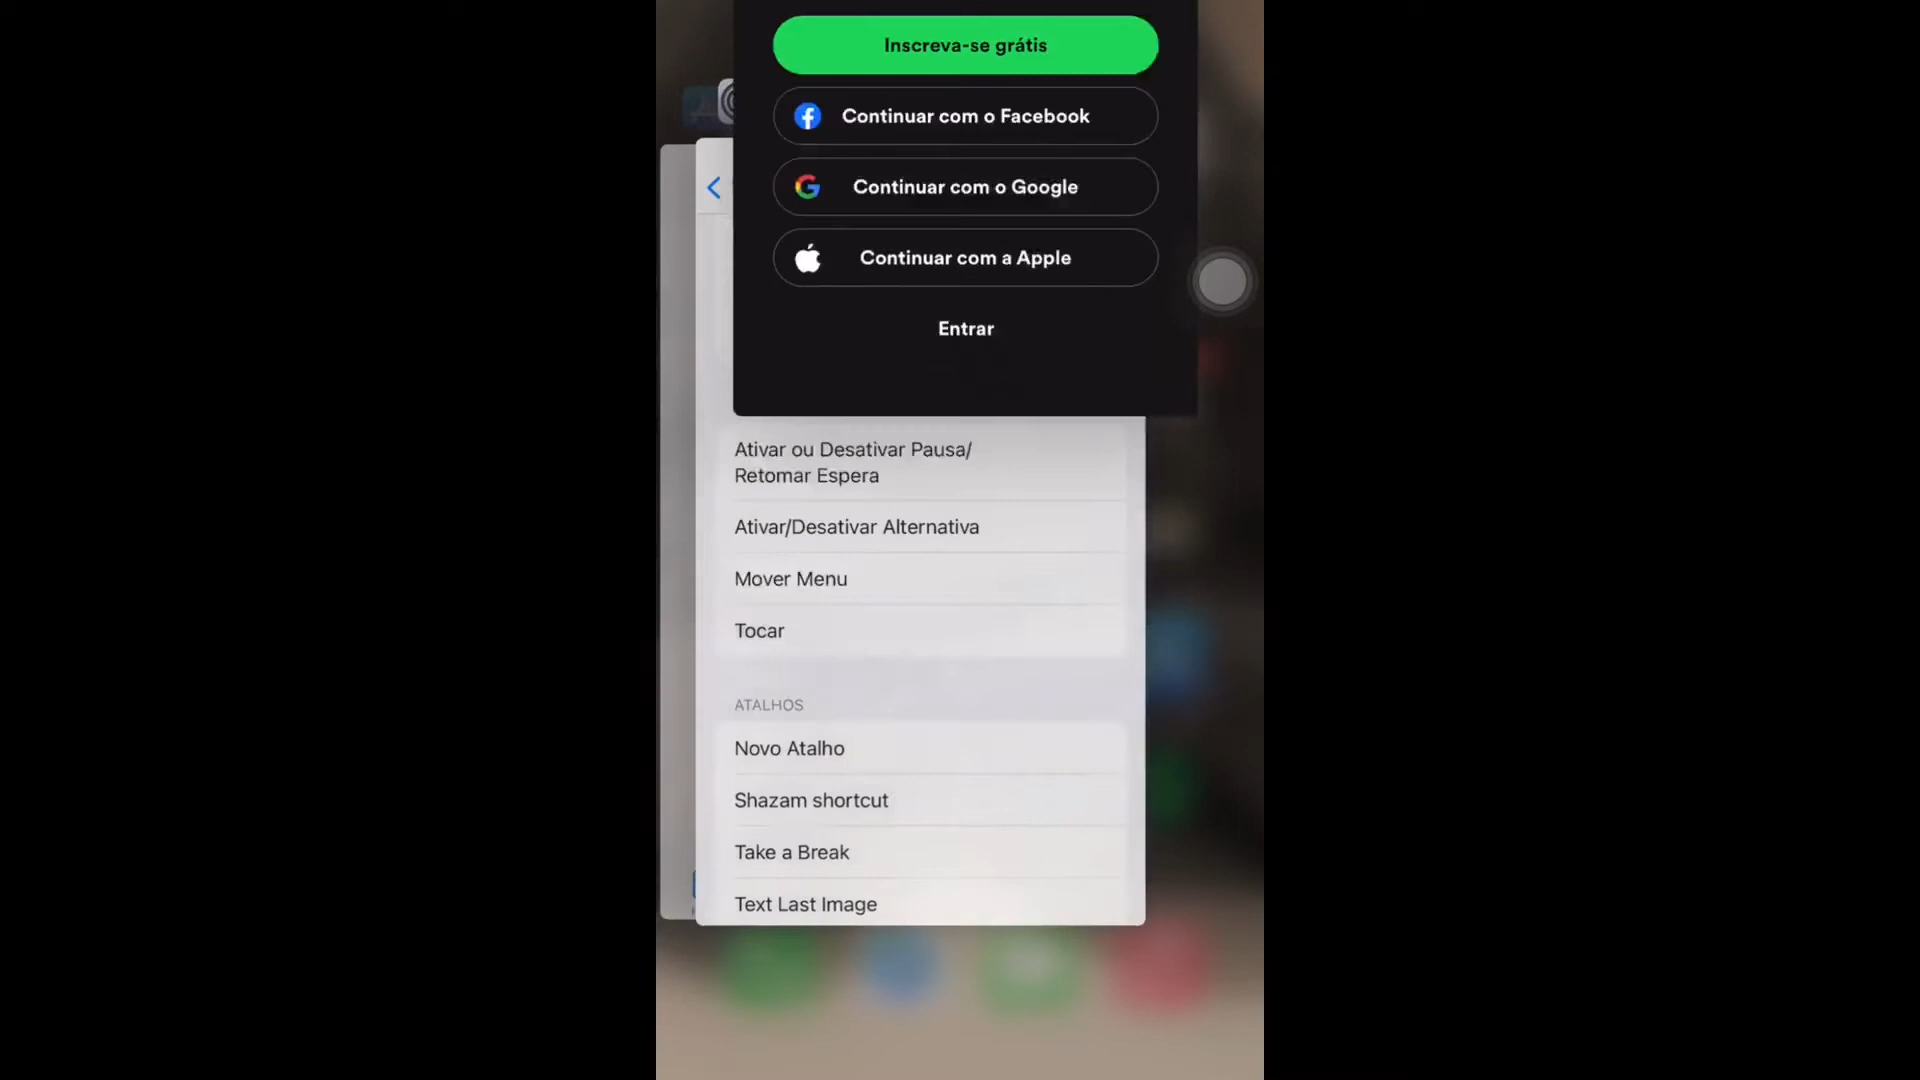 Inscreva-se grátis
Continuar com o Facebook
Continuar com o Google
Continuar com a Apple
Entrar
Ativar ou Desativar Pausa/
Retomar Espera
Ativar/Desativar Alternativa
Mover Menu
Tocar
ATALHOS
Novo Atalho
Shazam shortcut
Take a Break
Text Last Image